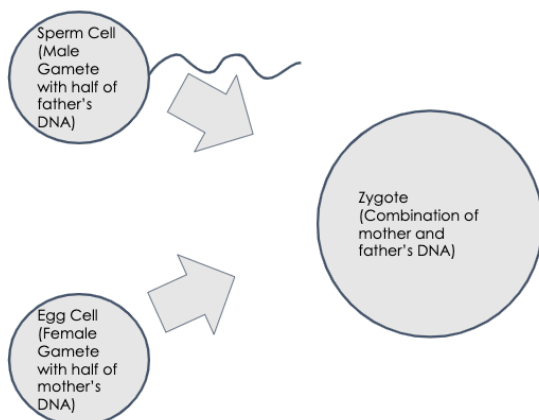 Sperm Cell
(Male
Gamete
with half of
father's
DNA)
Zygote
(Combination of
mother and
father's DNA)
Egg Cell
(Female
Gamete
with half of
mother's
DNA)